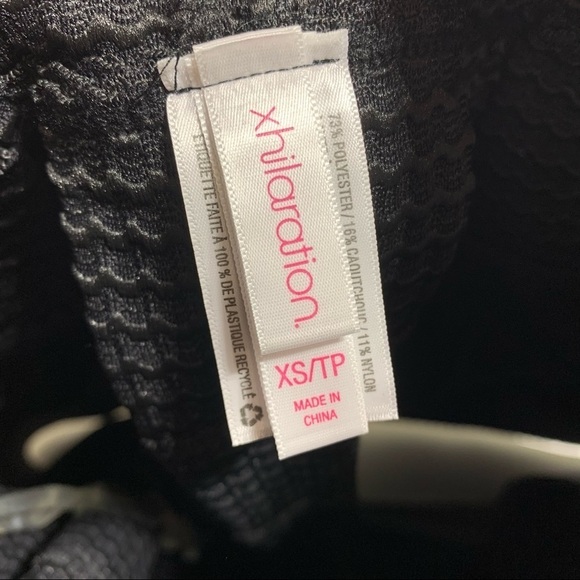 xhilaration.
XS/TP
MADE IN
CHINA
73% POLYESTER / 16% CAOUTCHOUC / 11% NYLON
ÉTIQUETTE FAITE À 100 % DE PLASTIQUE RECYCLÉ